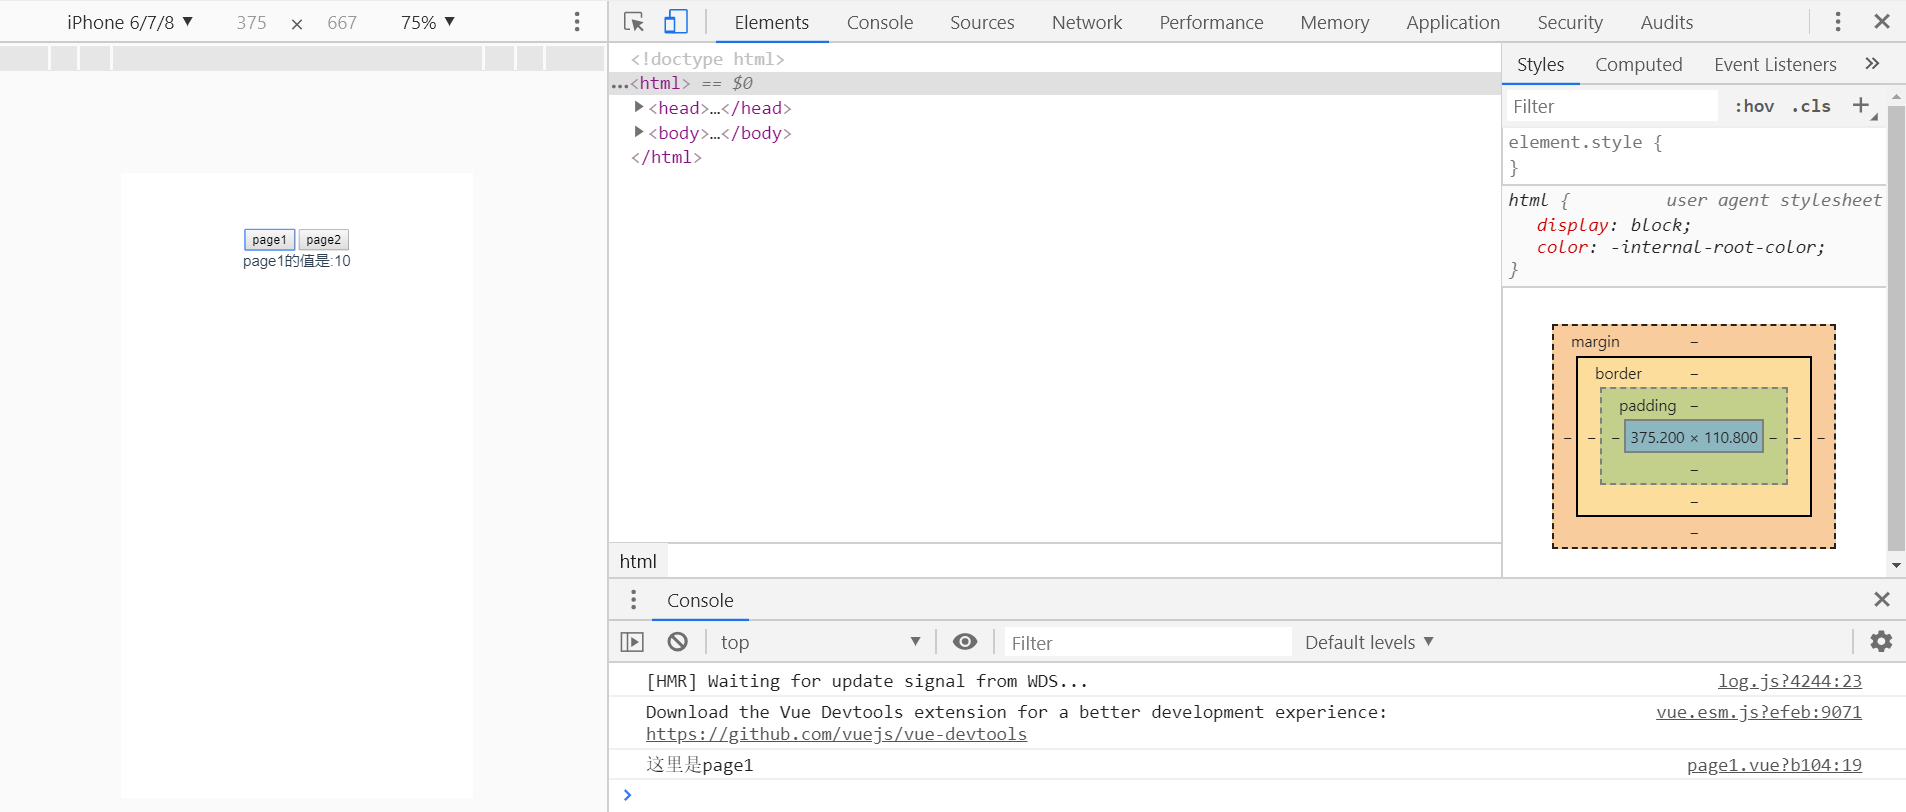 iPhone 6/7/8 ▼ 375 × 667 75% ▼
page1 page2
page1的值是:10
Elements Console Sources Network Performance Memory Application Security Audits
<!doctype html>
…<html> == $0
<head>…</head>
<body>…</body>
</html>
html
Styles Computed Event Listeners »
Filter :hov .cls +
element.style {
}
html { user agent stylesheet
display: block;
color: -internal-root-color;
}
margin –
border –
padding –
– – – 375.200 × 110.800 – – –
–
–
–
Console
top ▼ Filter Default levels ▼
[HMR] Waiting for update signal from WDS... log.js?4244:23
Download the Vue Devtools extension for a better development experience: vue.esm.js?efeb:9071
https://github.com/vuejs/vue-devtools
这里是page1 page1.vue?b104:19